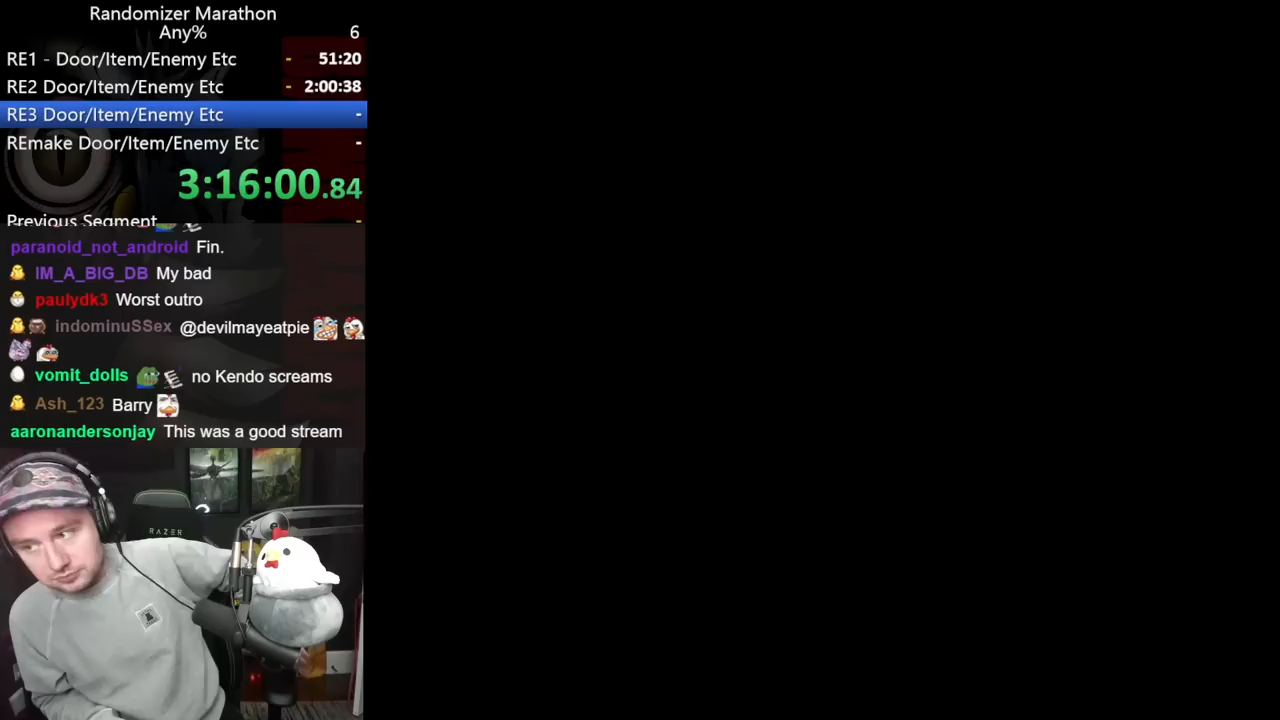 Randomizer Marathon
Any% 6
RE1 - Door/Item/Enemy Etc - 51:20
RE2 Door/Item/Enemy Etc - 2:00:38
RE3 Door/Item/Enemy Etc -
REmake Door/Item/Enemy Etc -
3:16:00.84
Previous Segment -
paranoid_not_android Fin.
IM_A_BIG_DB My bad
paulydk3 Worst outro
indominuSSex @devilmayeatpie
vomit_dolls no Kendo screams
Ash_123 Barry
aaronandersonjay This was a good stream
RAZER